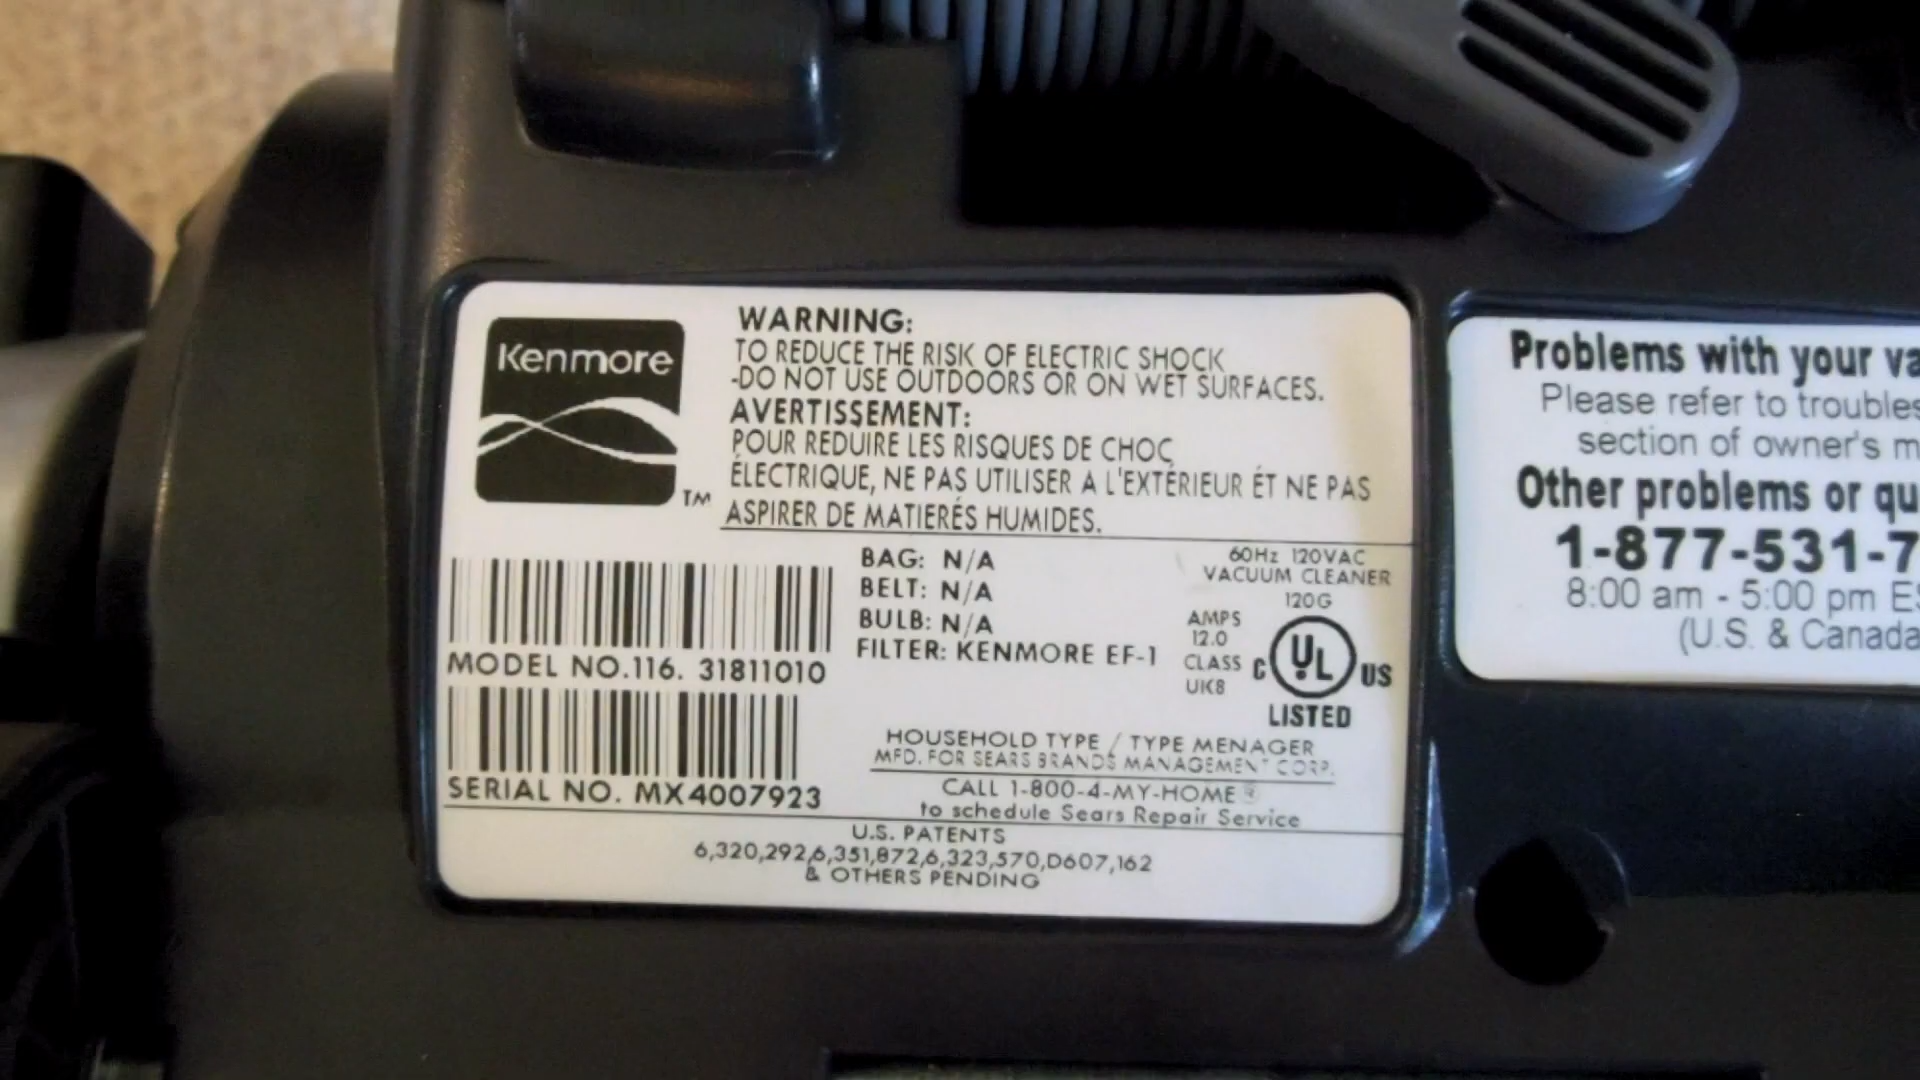 Kenmore
TM
WARNING:
TO REDUCE THE RISK OF ELECTRIC SHOCK
-DO NOT USE OUTDOORS OR ON WET SURFACES.
AVERTISSEMENT:
POUR REDUIRE LES RISQUES DE CHOC
ÉLECTRIQUE, NE PAS UTILISER A L'EXTÉRIEUR ÉT NE PAS
ASPIRER DE MATIERÉS HUMIDES.
MODEL NO.116. 31811010
SERIAL NO. MX4007923
BAG: N/A
BELT: N/A
BULB: N/A
FILTER: KENMORE EF-1
60Hz 120VAC
VACUUM CLEANER
120G
AMPS
12.0
CLASS
UK8
C UL US
LISTED
HOUSEHOLD TYPE / TYPE MENAGER
MFD. FOR SEARS BRANDS MANAGEMENT CORP.
CALL 1-800-4-MY-HOME®
to schedule Sears Repair Service
U.S. PATENTS
6,320,292,6,351,872,6,323,570,D607,162
& OTHERS PENDING
Problems with your va
Please refer to troubles
section of owner's m
Other problems or qu
1-877-531-7
8:00 am - 5:00 pm ES
(U.S. & Canada